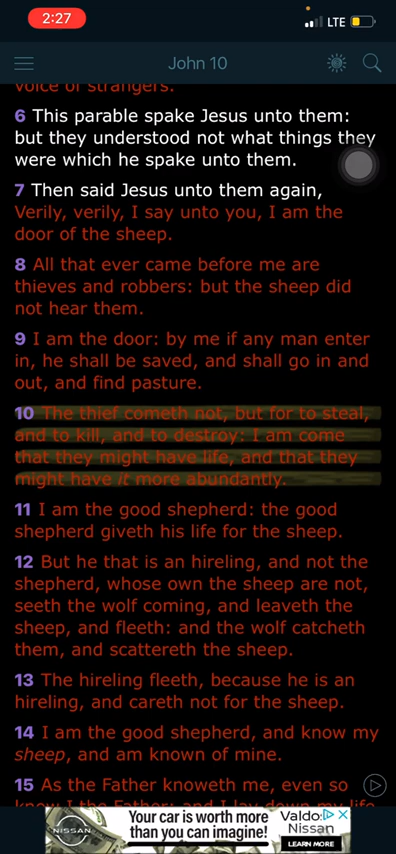 2:27
LTE
John 10
voice of strangers.
6 This parable spake Jesus unto them:
but they understood not what things they
were which he spake unto them.
7 Then said Jesus unto them again,
Verily, verily, I say unto you, I am the
door of the sheep.
8 All that ever came before me are
thieves and robbers: but the sheep did
not hear them.
9 I am the door: by me if any man enter
in, he shall be saved, and shall go in and
out, and find pasture.
10 The thief cometh not, but for to steal,
and to kill, and to destroy: I am come
that they might have life, and that they
might have it more abundantly.
11 I am the good shepherd: the good
shepherd giveth his life for the sheep.
12 But he that is an hireling, and not the
shepherd, whose own the sheep are not,
seeth the wolf coming, and leaveth the
sheep, and fleeth: and the wolf catcheth
them, and scattereth the sheep.
13 The hireling fleeth, because he is an
hireling, and careth not for the sheep.
14 I am the good shepherd, and know my
sheep, and am known of mine.
15 As the Father knoweth me, even so
know I the Father: and I lay down my life
NISSAN
Your car is worth more
than you can imagine!
Valdo
Nissan
LEARN MORE